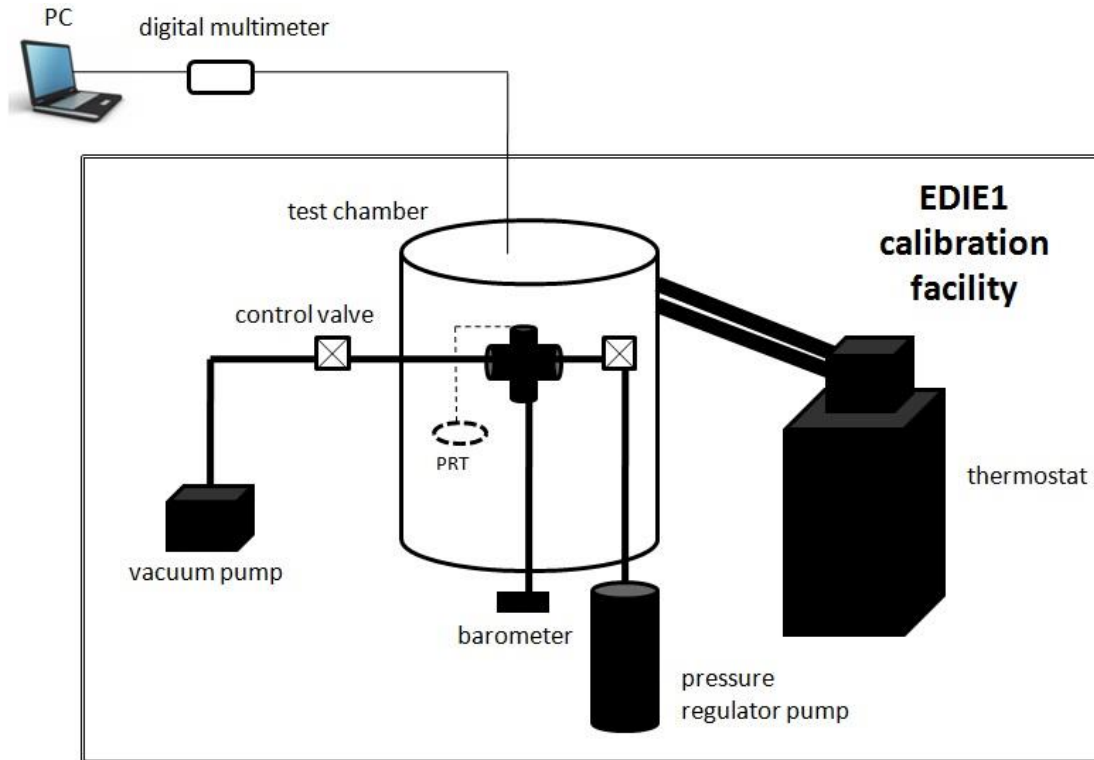 PC
digital multimeter
EDIE1
calibration
facility
test chamber
control valve
PRT
thermostat
vacuum pump
barometer
pressure
regulator pump